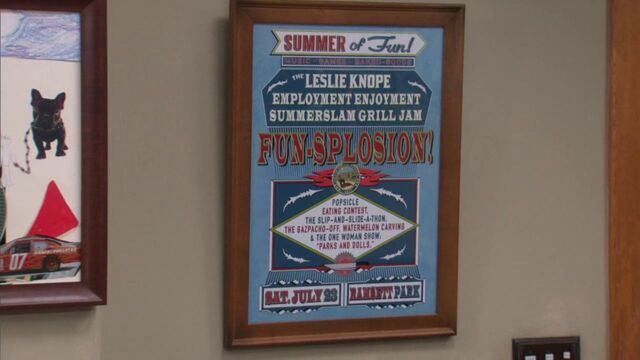 SUMMER of Fun!
MUSIC GAMES BAKED GOODS
THE LESLIE KNOPE
EMPLOYMENT ENJOYMENT
SUMMERSLAM GRILL JAM
FUN-SPLOSION!
POPSICLE
EATING CONTEST,
THE SLIP-AND-SLIDE-A-THON,
THE GAZPACHO-OFF, WATERMELON CARVING
& THE ONE WOMAN SHOW:
"PARKS AND DOLLS."
SAT. JULY 23 RAMSETT PARK
07